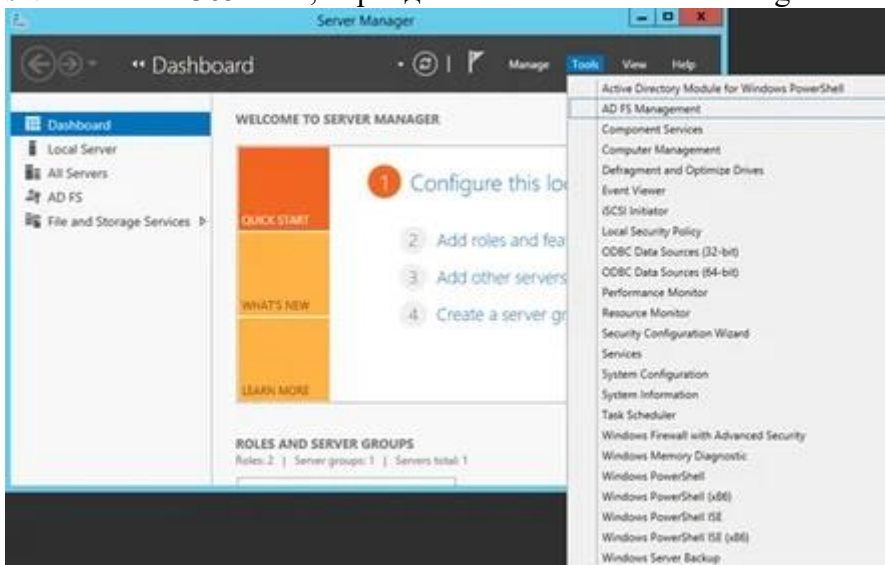 Server Manager
Dashboard
Manage Tools View Help
Dashboard
Local Server
All Servers
AD FS
File and Storage Services
WELCOME TO SERVER MANAGER
QUICK START
WHAT'S NEW
LEARN MORE
1 Configure this lo
2 Add roles and fea
3 Add other servers
4 Create a server gr
ROLES AND SERVER GROUPS
Roles: 2 | Server groups: 1 | Servers total: 1
Active Directory Module for Windows PowerShell
AD FS Management
Component Services
Computer Management
Defragment and Optimize Drives
Event Viewer
iSCSI Initiator
Local Security Policy
ODBC Data Sources (32-bit)
ODBC Data Sources (64-bit)
Performance Monitor
Resource Monitor
Security Configuration Wizard
Services
System Configuration
System Information
Task Scheduler
Windows Firewall with Advanced Security
Windows Memory Diagnostic
Windows PowerShell
Windows PowerShell (x86)
Windows PowerShell ISE
Windows PowerShell ISE (x86)
Windows Server Backup